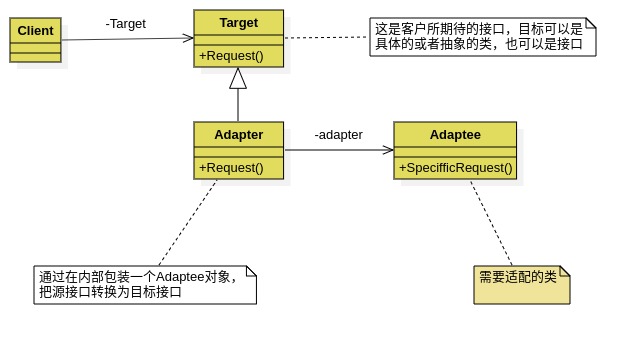 Client
-Target
Target
+Request()
这是客户所期待的接口，目标可以是
具体的或者抽象的类，也可以是接口
Adapter
+Request()
-adapter
Adaptee
+SpecifficRequest()
通过在内部包装一个Adaptee对象，
把源接口转换为目标接口
需要适配的类